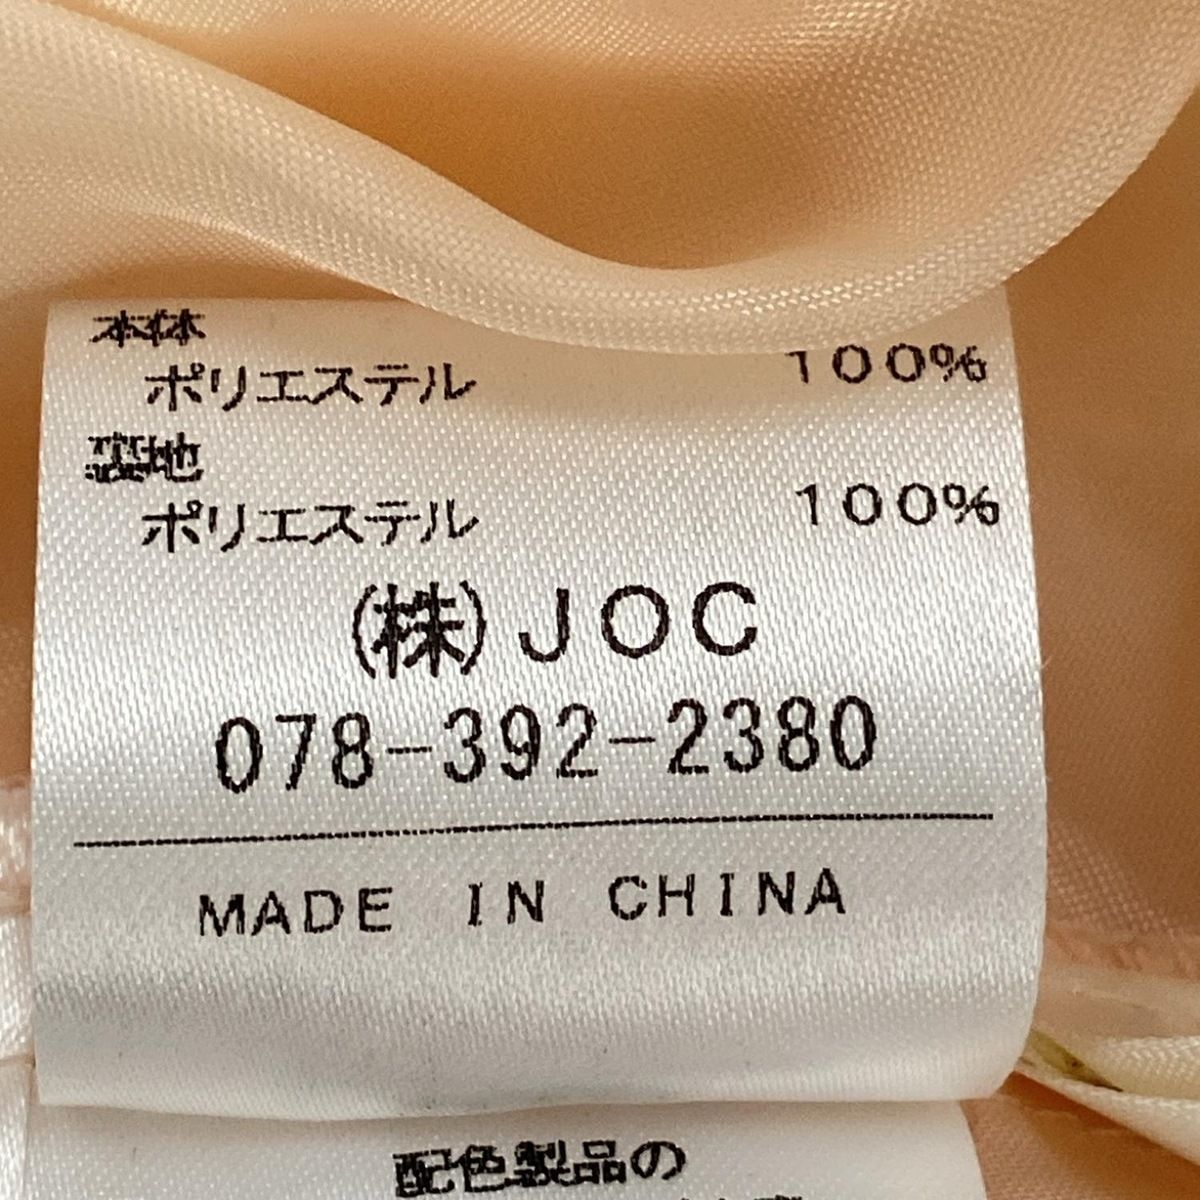 本体
ポリエステル 100%
裏地
ポリエステル 100%
(株)JOC
078-392-2380
MADE IN CHINA
配色製品の